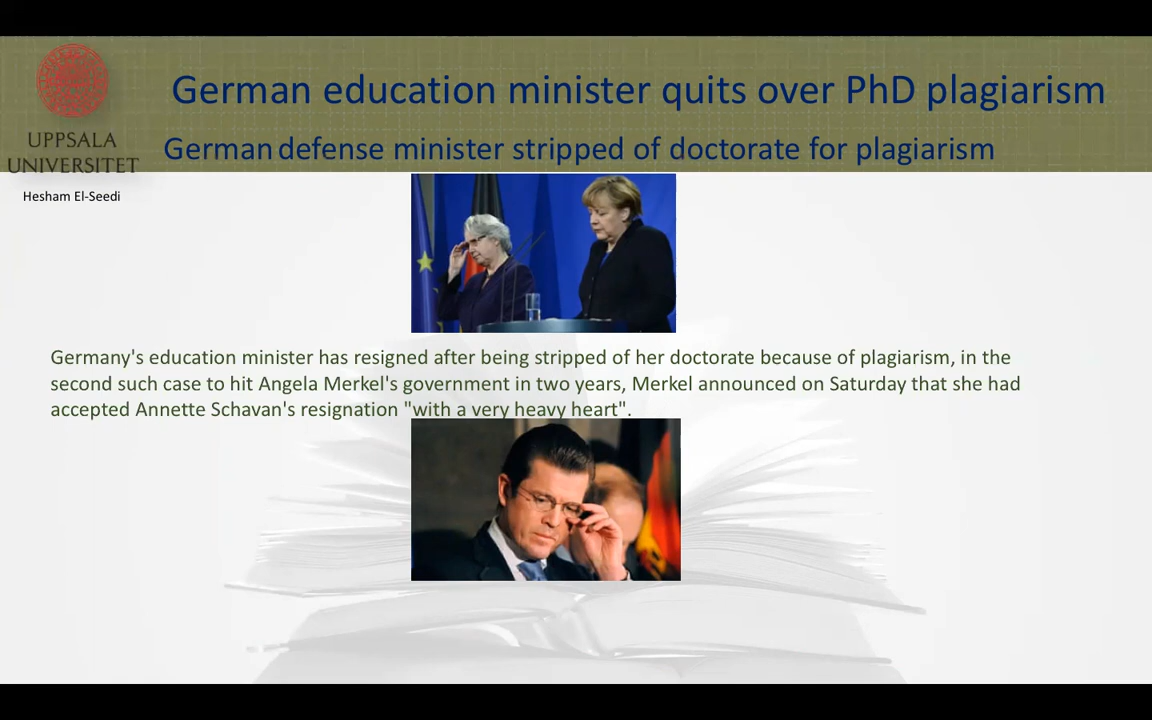 German education minister quits over PhD plagiarism
German defense minister stripped of doctorate for plagiarism
UPPSALA
UNIVERSITET
Hesham El-Seedi
Germany's education minister has resigned after being stripped of her doctorate because of plagiarism, in the
second such case to hit Angela Merkel's government in two years, Merkel announced on Saturday that she had
accepted Annette Schavan's resignation "with a very heavy heart".